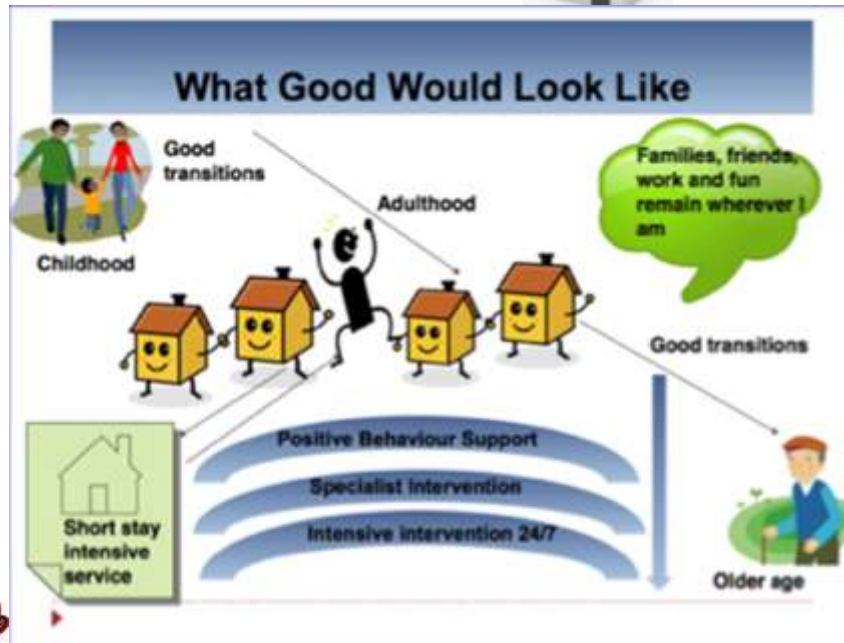 What Good Would Look Like
Good
transitions
Families, friends,
work and fun
remain wherever I
am
Adulthood
Childhood
Good transitions
Positive Behaviour Support
Specialist Intervention
Intensive intervention 24/7
Short stay
intensive
service
Older age